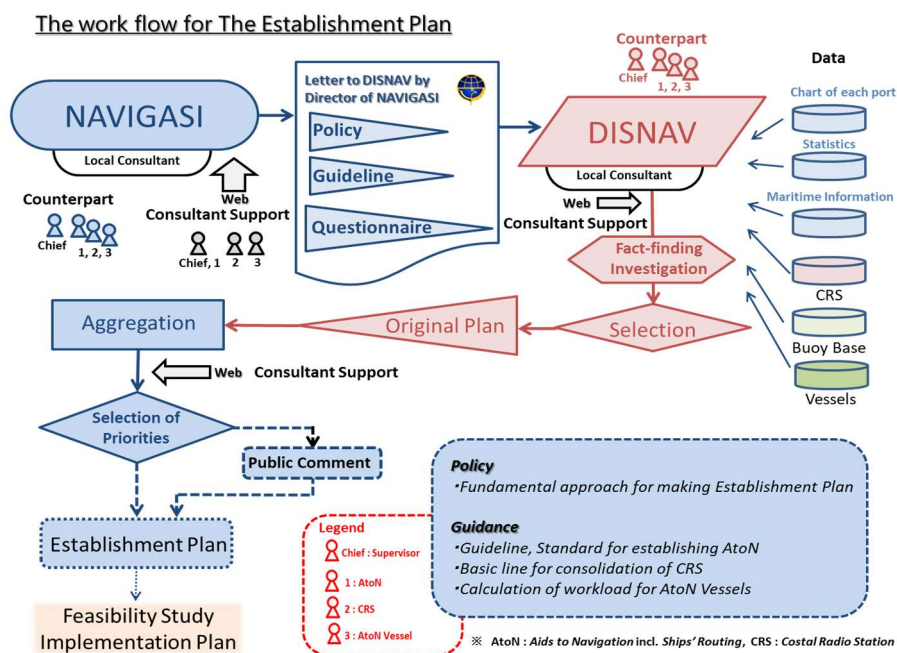 The work flow for The Establishment Plan
Counterpart
Chief
1, 2, 3
Data
NAVIGASI
Local Consultant
Letter to DISNAV by
Director of NAVIGASI
Policy
Guideline
Questionnaire
DISNAV
Local Consultant
Chart of each port
Statistics
Maritime Information
CRS
Buoy Base
Vessels
Counterpart
Chief
1, 2, 3
Web
Consultant Support
Chief, 1
2
3
Web
Consultant Support
Fact-finding
Investigation
Selection
Original Plan
Aggregation
Web
Consultant Support
Selection of
Priorities
Public Comment
Establishment Plan
Feasibility Study
Implementation Plan
Legend
Chief : Supervisor
1 : AtoN
2 : CRS
3 : AtoN Vessel
Policy
・Fundamental approach for making Establishment Plan
Guidance
・Guideline, Standard for establishing AtoN
・Basic line for consolidation of CRS
・Calculation of workload for AtoN Vessels
※ AtoN : Aids to Navigation incl. Ships' Routing, CRS : Costal Radio Station